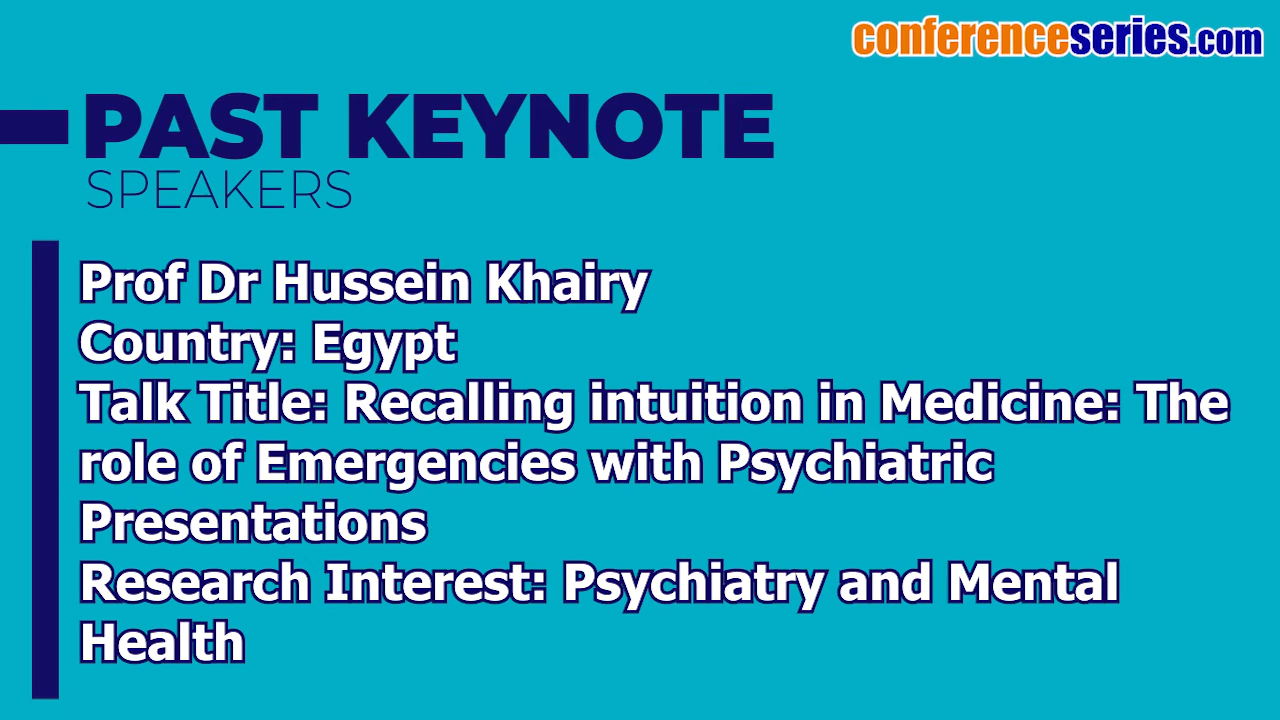 conferenceseries.com
PAST KEYNOTE
SPEAKERS
Prof Dr Hussein Khairy
Country: Egypt
Talk Title: Recalling intuition in Medicine: The
role of Emergencies with Psychiatric
Presentations
Research Interest: Psychiatry and Mental
Health